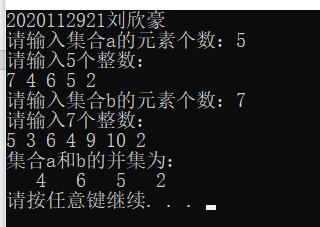 2020112921刘欣豪
请输入集合a的元素个数：5
请输入5个整数：
7 4 6 5 2
请输入集合b的元素个数：7
请输入7个整数：
5 3 6 4 9 10 2
集合a和b的并集为：
   4   6   5   2
请按任意键继续. . .